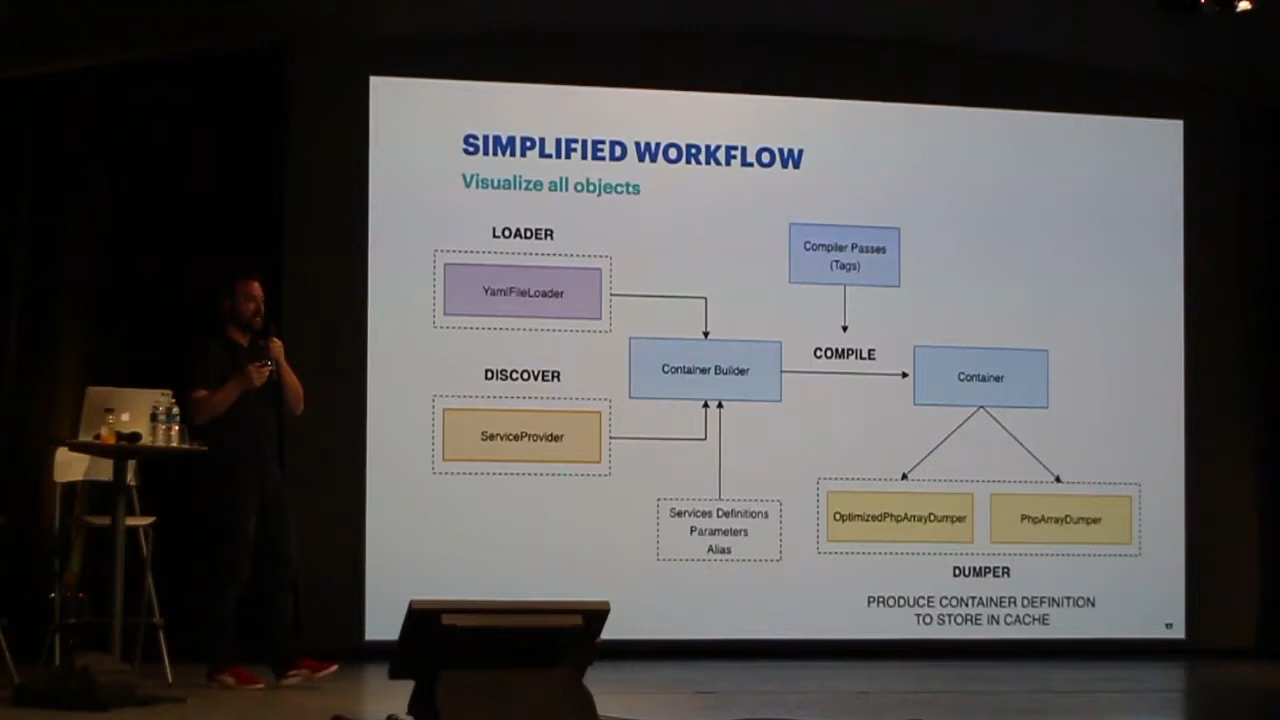 SIMPLIFIED WORKFLOW
Visualize all objects
LOADER
YamlFileLoader
DISCOVER
ServiceProvider
Container Builder
Services Definitions
Parameters
Alias
Compiler Passes
(Tags)
COMPILE
Container
OptimizedPhpArrayDumper
PhpArrayDumper
DUMPER
PRODUCE CONTAINER DEFINITION
TO STORE IN CACHE